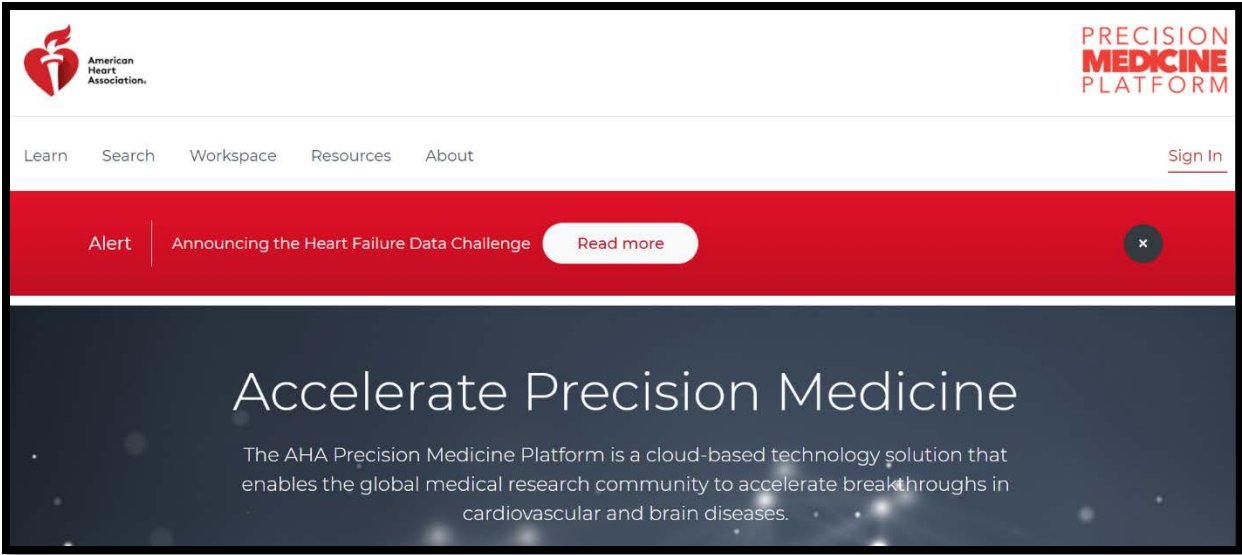 American
Heart
Association.
PRECISION
MEDICINE
PLATFORM
Learn Search Workspace Resources About Sign In
Alert Announcing the Heart Failure Data Challenge Read more ×
Accelerate Precision Medicine
The AHA Precision Medicine Platform is a cloud-based technology solution that
enables the global medical research community to accelerate breakthroughs in
cardiovascular and brain diseases.